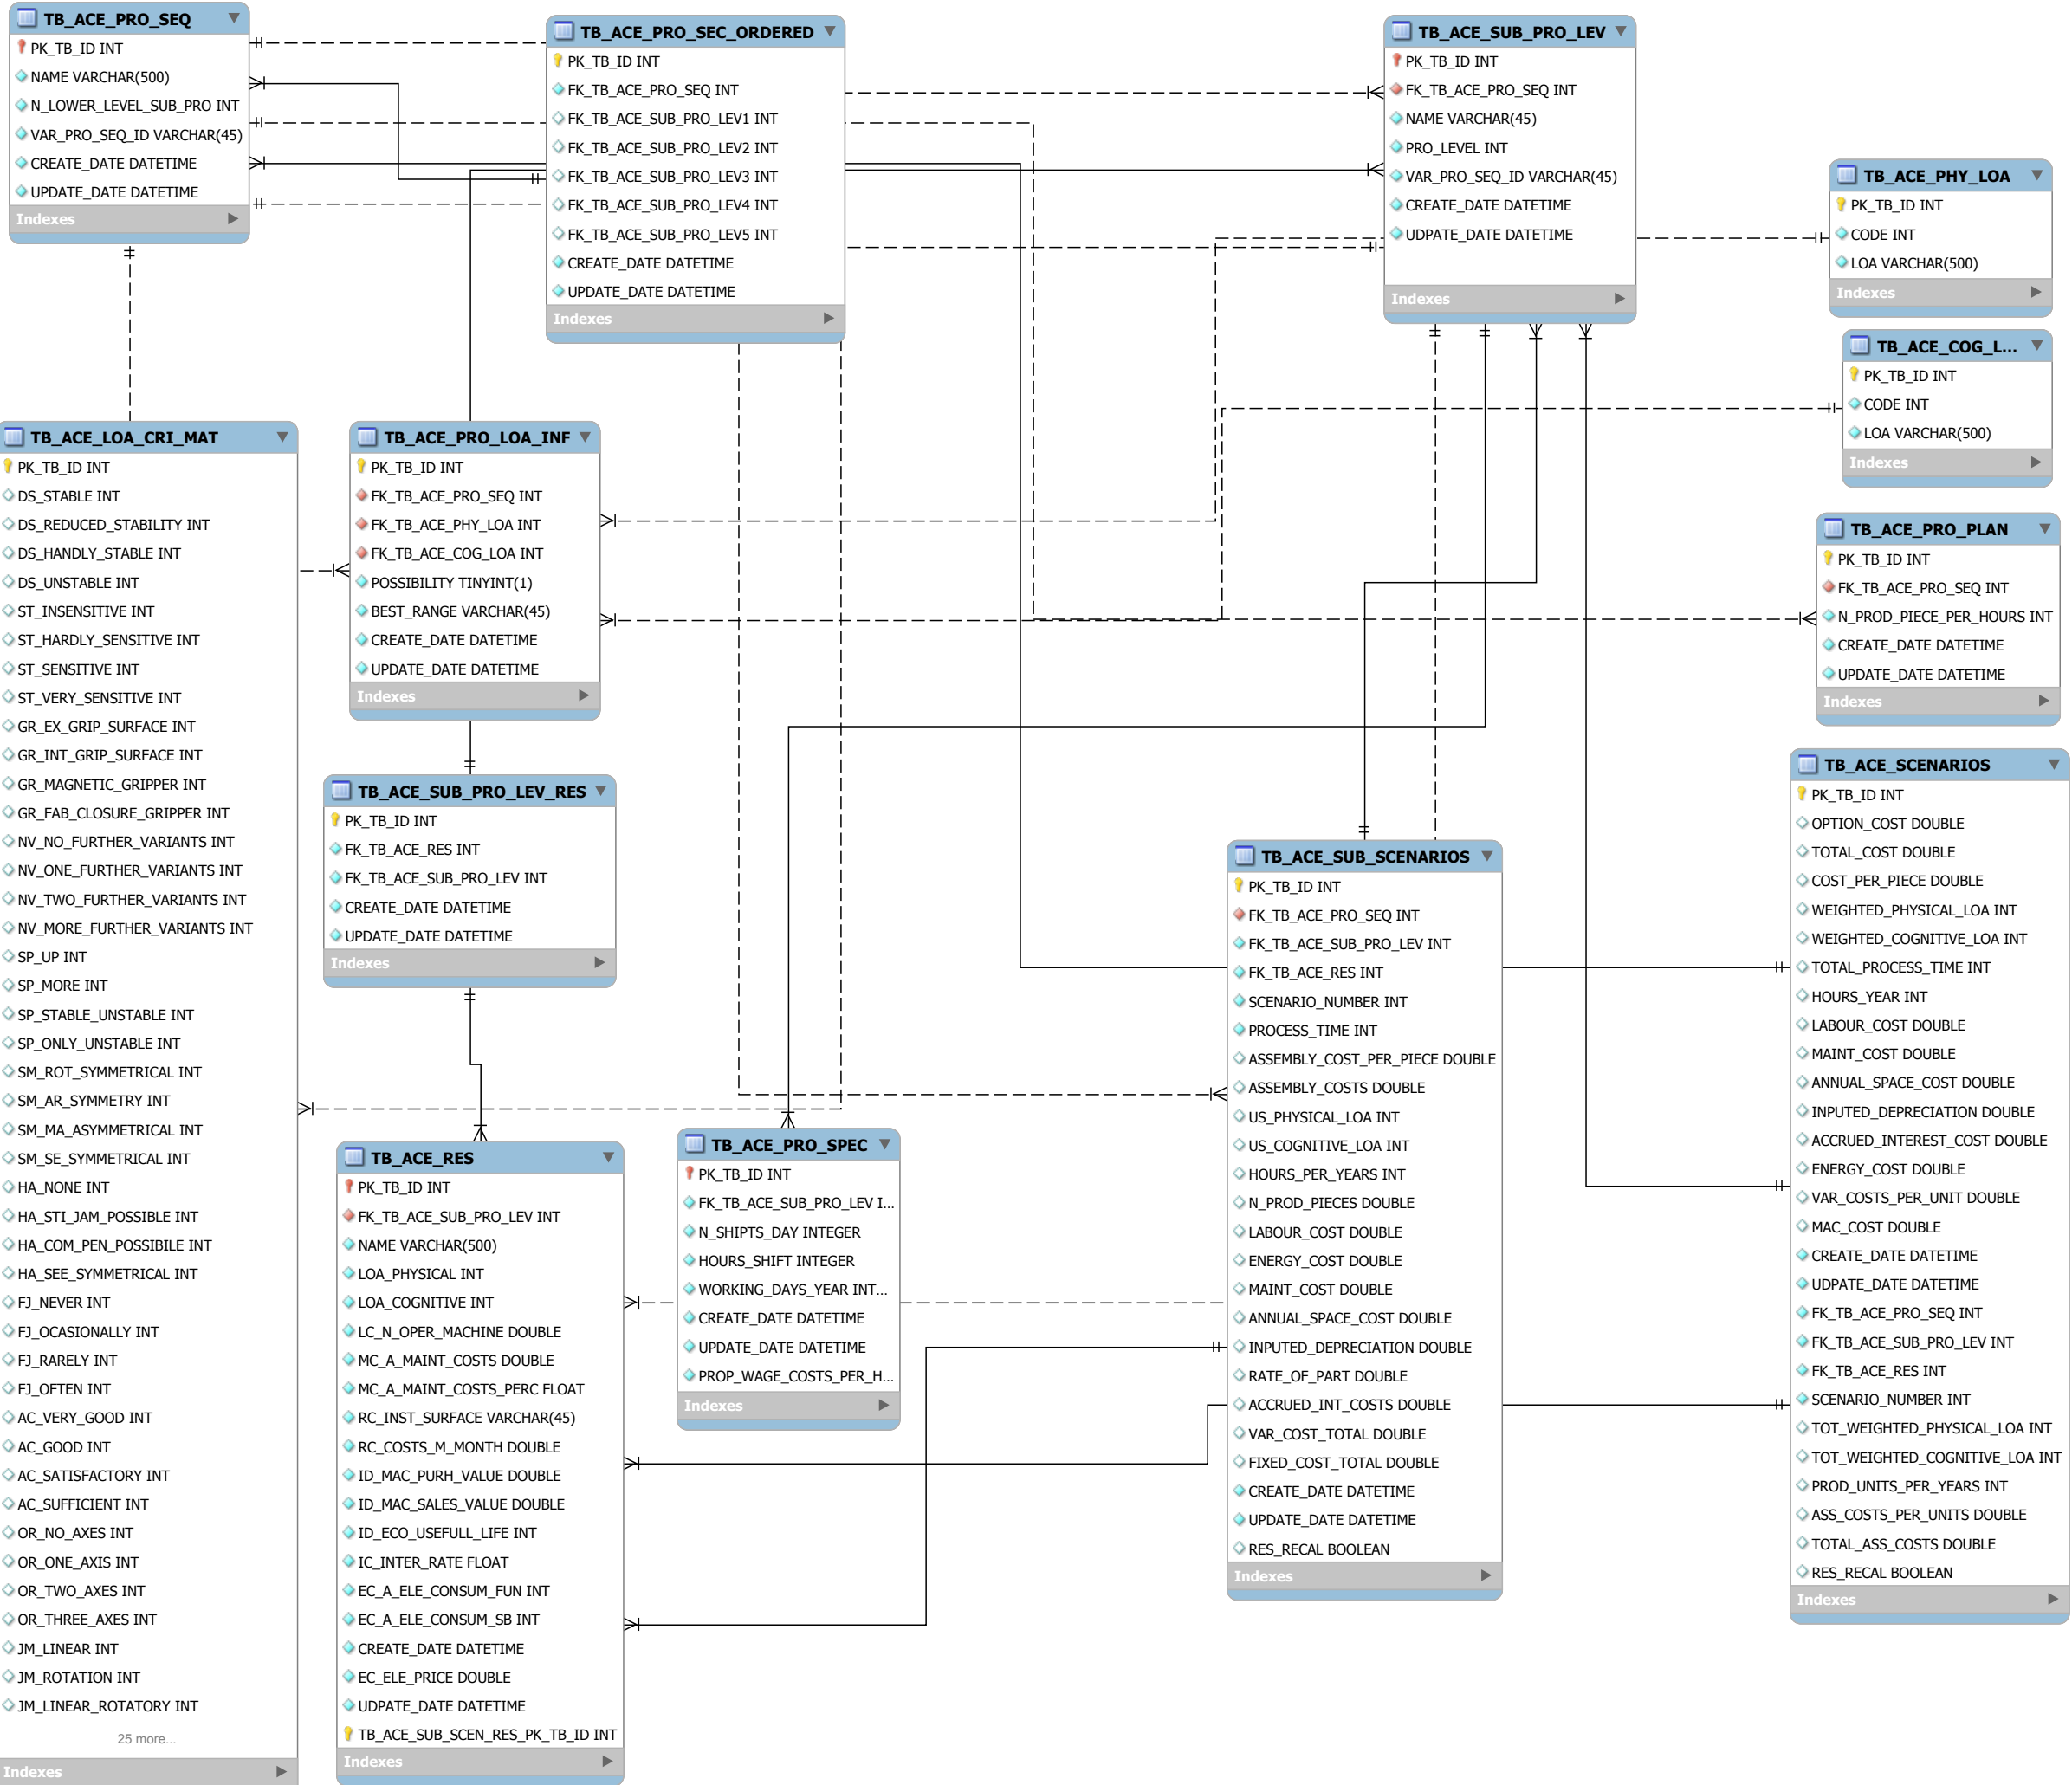 TB_ACE_PRO_SEQ
PK_TB_ID INT
NAME VARCHAR(500)
N_LOWER_LEVEL_SUB_PRO INT
VAR_PRO_SEQ_ID VARCHAR(45)
CREATE_DATE DATETIME
UPDATE_DATE DATETIME
Indexes
TB_ACE_PRO_SEC_ORDERED
PK_TB_ID INT
FK_TB_ACE_PRO_SEQ INT
FK_TB_ACE_SUB_PRO_LEV1 INT
FK_TB_ACE_SUB_PRO_LEV2 INT
FK_TB_ACE_SUB_PRO_LEV3 INT
FK_TB_ACE_SUB_PRO_LEV4 INT
FK_TB_ACE_SUB_PRO_LEV5 INT
CREATE_DATE DATETIME
UPDATE_DATE DATETIME
Indexes
TB_ACE_SUB_PRO_LEV
PK_TB_ID INT
FK_TB_ACE_PRO_SEQ INT
NAME VARCHAR(45)
PRO_LEVEL INT
VAR_PRO_SEQ_ID VARCHAR(45)
CREATE_DATE DATETIME
UDPATE_DATE DATETIME
Indexes
TB_ACE_PHY_LOA
PK_TB_ID INT
CODE INT
LOA VARCHAR(500)
Indexes
TB_ACE_COG_L...
PK_TB_ID INT
CODE INT
LOA VARCHAR(500)
Indexes
TB_ACE_LOA_CRI_MAT
PK_TB_ID INT
DS_STABLE INT
DS_REDUCED_STABILITY INT
DS_HANDLY_STABLE INT
DS_UNSTABLE INT
ST_INSENSITIVE INT
ST_HARDLY_SENSITIVE INT
ST_SENSITIVE INT
ST_VERY_SENSITIVE INT
GR_EX_GRIP_SURFACE INT
GR_INT_GRIP_SURFACE INT
GR_MAGNETIC_GRIPPER INT
GR_FAB_CLOSURE_GRIPPER INT
NV_NO_FURTHER_VARIANTS INT
NV_ONE_FURTHER_VARIANTS INT
NV_TWO_FURTHER_VARIANTS INT
NV_MORE_FURTHER_VARIANTS INT
SP_UP INT
SP_MORE INT
SP_STABLE_UNSTABLE INT
SP_ONLY_UNSTABLE INT
SM_ROT_SYMMETRICAL INT
SM_AR_SYMMETRY INT
SM_MA_ASYMMETRICAL INT
SM_SE_SYMMETRICAL INT
HA_NONE INT
HA_STI_JAM_POSSIBLE INT
HA_COM_PEN_POSSIBILE INT
HA_SEE_SYMMETRICAL INT
FJ_NEVER INT
FJ_OCASIONALLY INT
FJ_RARELY INT
FJ_OFTEN INT
AC_VERY_GOOD INT
AC_GOOD INT
AC_SATISFACTORY INT
AC_SUFFICIENT INT
OR_NO_AXES INT
OR_ONE_AXIS INT
OR_TWO_AXES INT
OR_THREE_AXES INT
JM_LINEAR INT
JM_ROTATION INT
JM_LINEAR_ROTATORY INT
25 more...
Indexes
TB_ACE_PRO_LOA_INF
PK_TB_ID INT
FK_TB_ACE_PRO_SEQ INT
FK_TB_ACE_PHY_LOA INT
FK_TB_ACE_COG_LOA INT
POSSIBILITY TINYINT(1)
BEST_RANGE VARCHAR(45)
CREATE_DATE DATETIME
UPDATE_DATE DATETIME
Indexes
TB_ACE_PRO_PLAN
PK_TB_ID INT
FK_TB_ACE_PRO_SEQ INT
N_PROD_PIECE_PER_HOURS INT
CREATE_DATE DATETIME
UPDATE_DATE DATETIME
Indexes
TB_ACE_SUB_PRO_LEV_RES
PK_TB_ID INT
FK_TB_ACE_RES INT
FK_TB_ACE_SUB_PRO_LEV INT
CREATE_DATE DATETIME
UPDATE_DATE DATETIME
Indexes
TB_ACE_RES
PK_TB_ID INT
FK_TB_ACE_SUB_PRO_LEV INT
NAME VARCHAR(500)
LOA_PHYSICAL INT
LOA_COGNITIVE INT
LC_N_OPER_MACHINE DOUBLE
MC_A_MAINT_COSTS DOUBLE
MC_A_MAINT_COSTS_PERC FLOAT
RC_INST_SURFACE VARCHAR(45)
RC_COSTS_M_MONTH DOUBLE
ID_MAC_PURH_VALUE DOUBLE
ID_MAC_SALES_VALUE DOUBLE
ID_ECO_USEFULL_LIFE INT
IC_INTER_RATE FLOAT
EC_A_ELE_CONSUM_FUN INT
EC_A_ELE_CONSUM_SB INT
CREATE_DATE DATETIME
EC_ELE_PRICE DOUBLE
UDPATE_DATE DATETIME
TB_ACE_SUB_SCEN_RES_PK_TB_ID INT
Indexes
TB_ACE_PRO_SPEC
PK_TB_ID INT
FK_TB_ACE_SUB_PRO_LEV I...
N_SHIPTS_DAY INTEGER
HOURS_SHIFT INTEGER
WORKING_DAYS_YEAR INT...
CREATE_DATE DATETIME
UPDATE_DATE DATETIME
PROP_WAGE_COSTS_PER_H...
Indexes
TB_ACE_SUB_SCENARIOS
PK_TB_ID INT
FK_TB_ACE_PRO_SEQ INT
FK_TB_ACE_SUB_PRO_LEV INT
FK_TB_ACE_RES INT
SCENARIO_NUMBER INT
PROCESS_TIME INT
ASSEMBLY_COST_PER_PIECE DOUBLE
ASSEMBLY_COSTS DOUBLE
US_PHYSICAL_LOA INT
US_COGNITIVE_LOA INT
HOURS_PER_YEARS INT
N_PROD_PIECES DOUBLE
LABOUR_COST DOUBLE
ENERGY_COST DOUBLE
MAINT_COST DOUBLE
ANNUAL_SPACE_COST DOUBLE
INPUTED_DEPRECIATION DOUBLE
RATE_OF_PART DOUBLE
ACCRUED_INT_COSTS DOUBLE
VAR_COST_TOTAL DOUBLE
FIXED_COST_TOTAL DOUBLE
CREATE_DATE DATETIME
UPDATE_DATE DATETIME
RES_RECAL BOOLEAN
Indexes
TB_ACE_SCENARIOS
PK_TB_ID INT
OPTION_COST DOUBLE
TOTAL_COST DOUBLE
COST_PER_PIECE DOUBLE
WEIGHTED_PHYSICAL_LOA INT
WEIGHTED_COGNITIVE_LOA INT
TOTAL_PROCESS_TIME INT
HOURS_YEAR INT
LABOUR_COST DOUBLE
MAINT_COST DOUBLE
ANNUAL_SPACE_COST DOUBLE
INPUTED_DEPRECIATION DOUBLE
ACCRUED_INTEREST_COST DOUBLE
ENERGY_COST DOUBLE
VAR_COSTS_PER_UNIT DOUBLE
MAC_COST DOUBLE
CREATE_DATE DATETIME
UDPATE_DATE DATETIME
FK_TB_ACE_PRO_SEQ INT
FK_TB_ACE_SUB_PRO_LEV INT
FK_TB_ACE_RES INT
SCENARIO_NUMBER INT
TOT_WEIGHTED_PHYSICAL_LOA INT
TOT_WEIGHTED_COGNITIVE_LOA INT
PROD_UNITS_PER_YEARS INT
ASS_COSTS_PER_UNITS DOUBLE
TOTAL_ASS_COSTS DOUBLE
RES_RECAL BOOLEAN
Indexes